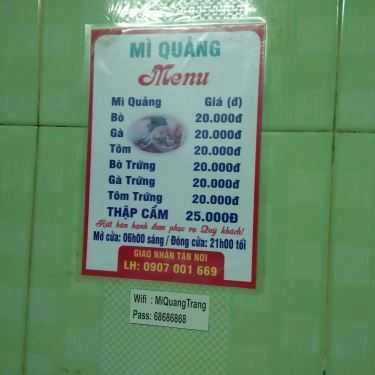 MÌ QUẢNG
Menu
Mì Quảng Giá (đ)
Bò 20.000đ
Gà 20.000đ
Tôm 20.000đ
Bò Trứng 20.000đ
Gà Trứng 20.000đ
Tôm Trứng 20.000đ
THẬP CẨM 25.000Đ
Rất hân hạnh được phục vụ Quý khách!
Mở cửa: 06h00 sáng / Đóng cửa: 21h00 tối
GIAO NHẬN TẬN NƠI
LH: 0907 001 669
Wifi : MiQuangTrang
Pass: 68686868